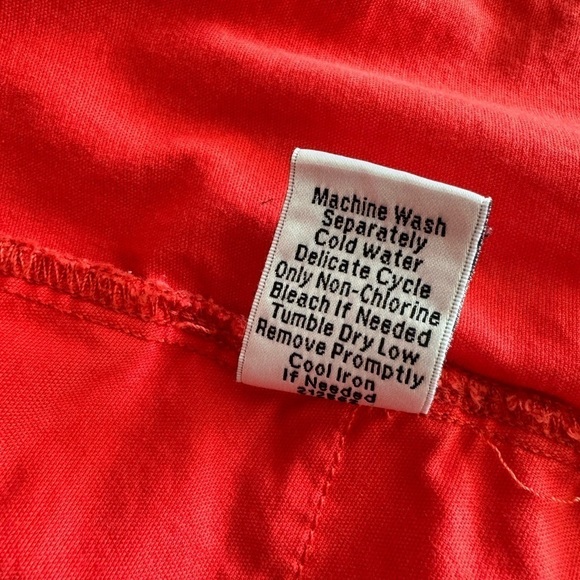 Machine Wash
Separately
Cold Water
Delicate Cycle
Only Non-Chlorine
Bleach If Needed
Tumble Dry Low
Remove Promptly
Cool Iron
If Needed